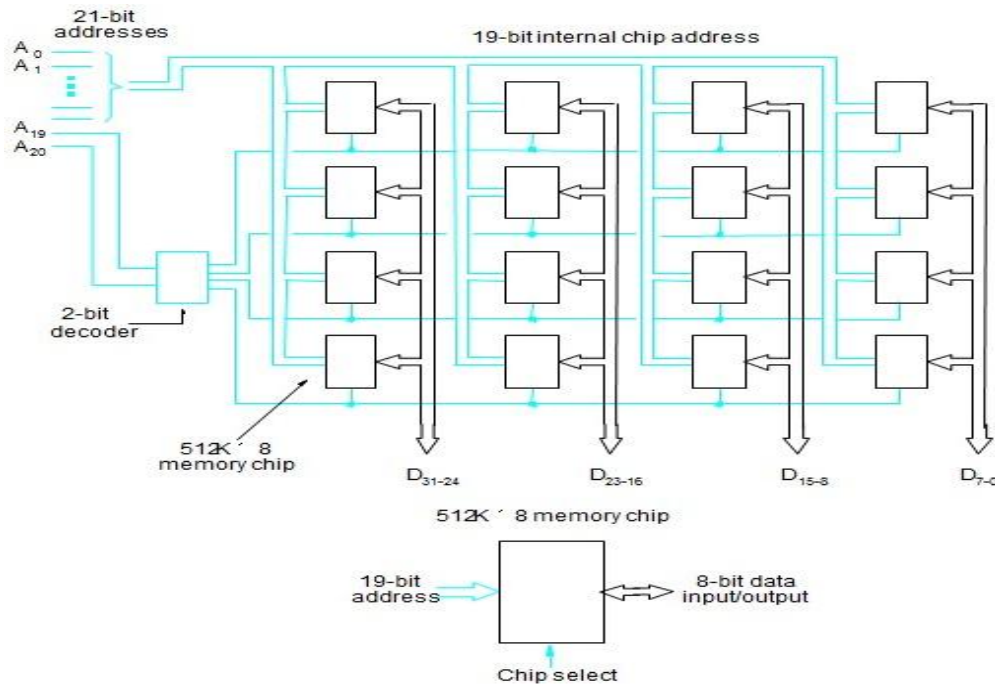 21-bit
addresses
A0
A1
19-bit internal chip address
A19
A20
2-bit
decoder
512K ´ 8
memory chip
D31-24
D23-16
D15-8
D7-0
512K ´ 8 memory chip
19-bit
address
8-bit data
input/output
Chip select